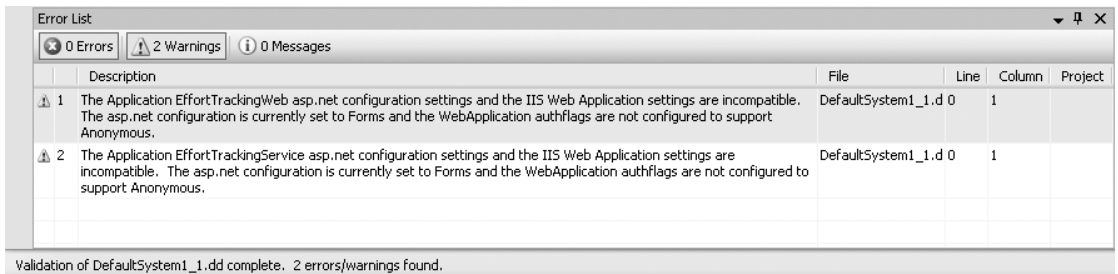 Error List
0 Errors 2 Warnings 0 Messages
Description File Line Column Project
1 The Application EffortTrackingWeb asp.net configuration settings and the IIS Web Application settings are incompatible. DefaultSystem1_1.d 0 1
The asp.net configuration is currently set to Forms and the WebApplication authflags are not configured to support
Anonymous.
2 The Application EffortTrackingService asp.net configuration settings and the IIS Web Application settings are DefaultSystem1_1.d 0 1
incompatible. The asp.net configuration is currently set to Forms and the WebApplication authflags are not configured to
support Anonymous.
Validation of DefaultSystem1_1.dd complete. 2 errors/warnings found.